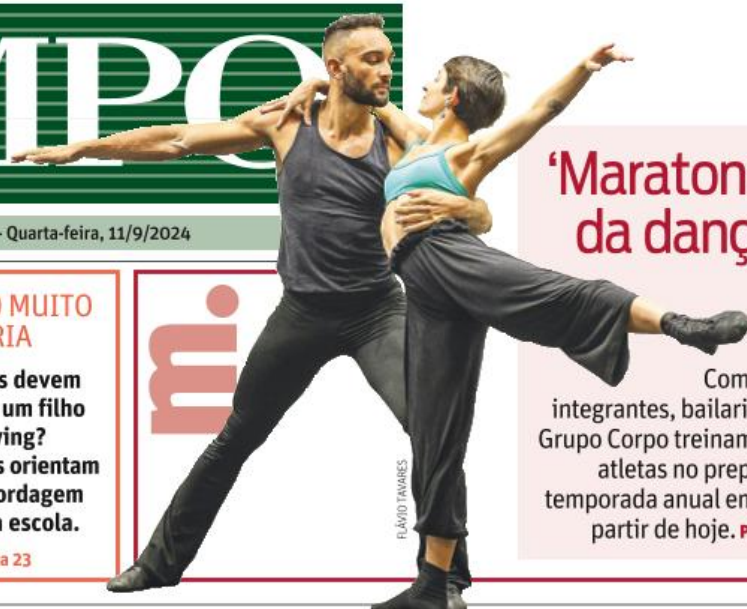 MPO
- Quarta-feira, 11/9/2024
O MUITO
RIA
s devem
um filho
ying?
s orientam
ordagem
a escola.
a 23
m.
FLÁVIO TAVARES
‘Maraton
da danç
Com
integrantes, bailari
Grupo Corpo treinam
atletas no prep
temporada anual em
partir de hoje. P